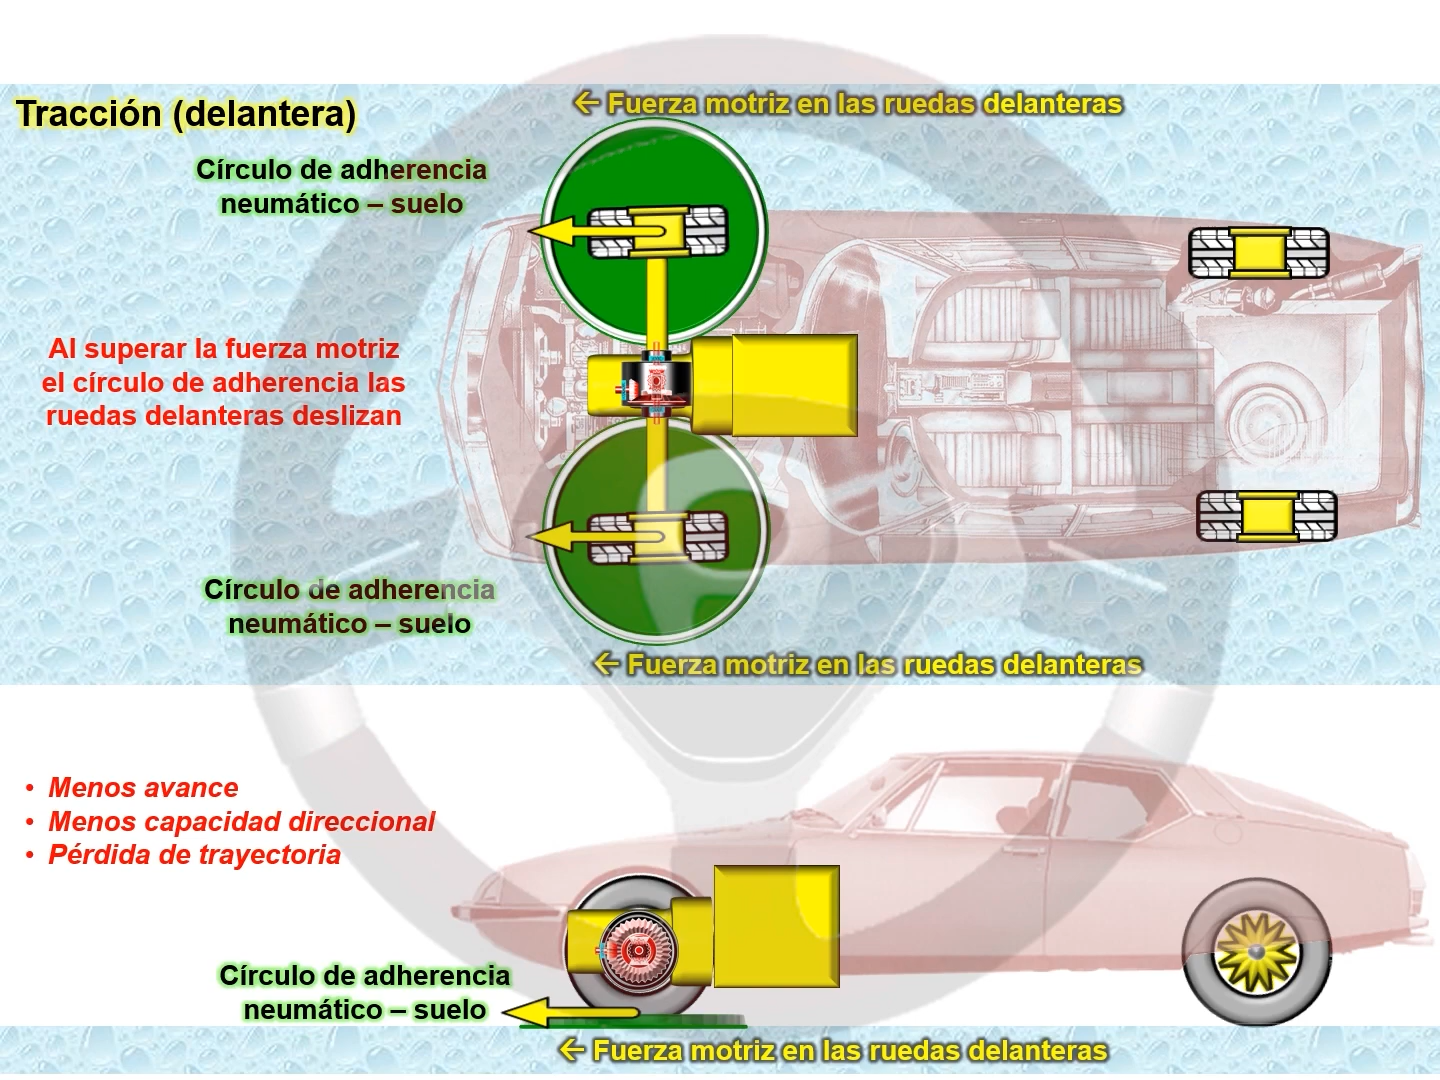 Tracción (delantera)
← Fuerza motriz en las ruedas delanteras
Círculo de adherencia
neumático – suelo
Al superar la fuerza motriz
el círculo de adherencia las
ruedas delanteras deslizan
Círculo de adherencia
neumático – suelo
← Fuerza motriz en las ruedas delanteras
• Menos avance
• Menos capacidad direccional
• Pérdida de trayectoria
Círculo de adherencia
neumático – suelo
← Fuerza motriz en las ruedas delanteras